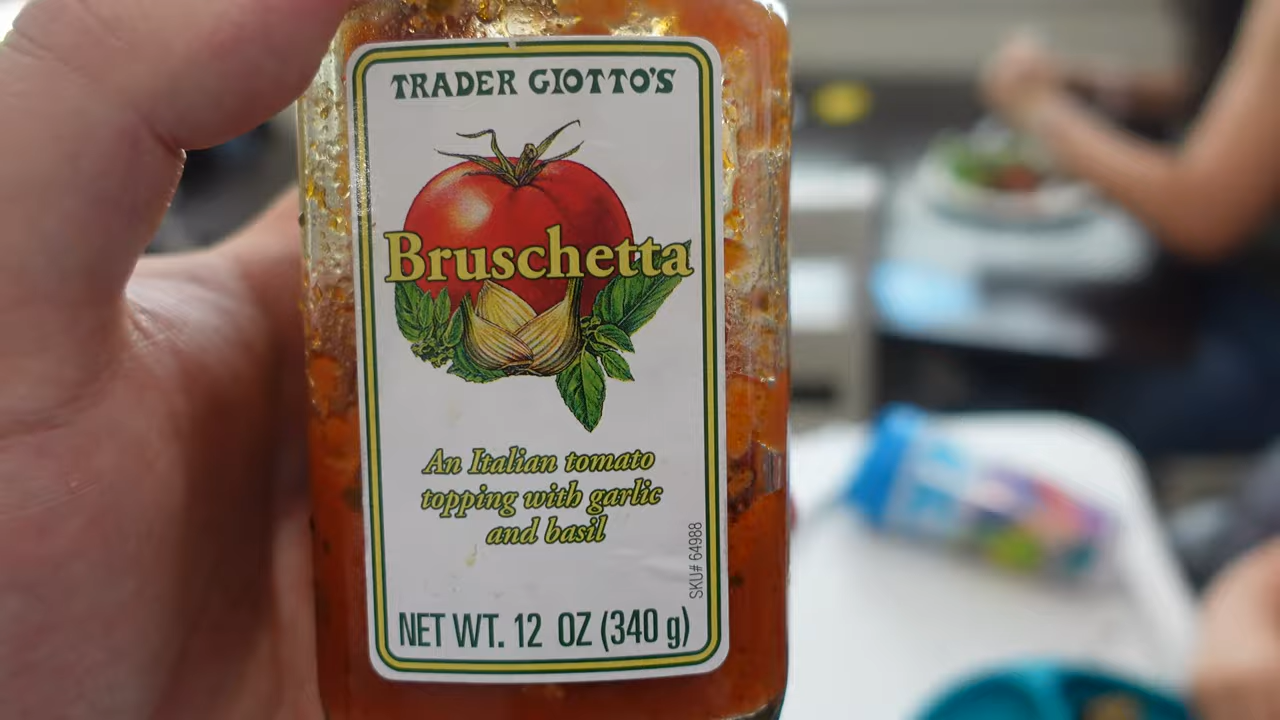 TRADER GIOTTO'S
Bruschetta
An Italian tomato
topping with garlic
and basil
SKU# 64988
NET WT. 12 OZ (340 g)